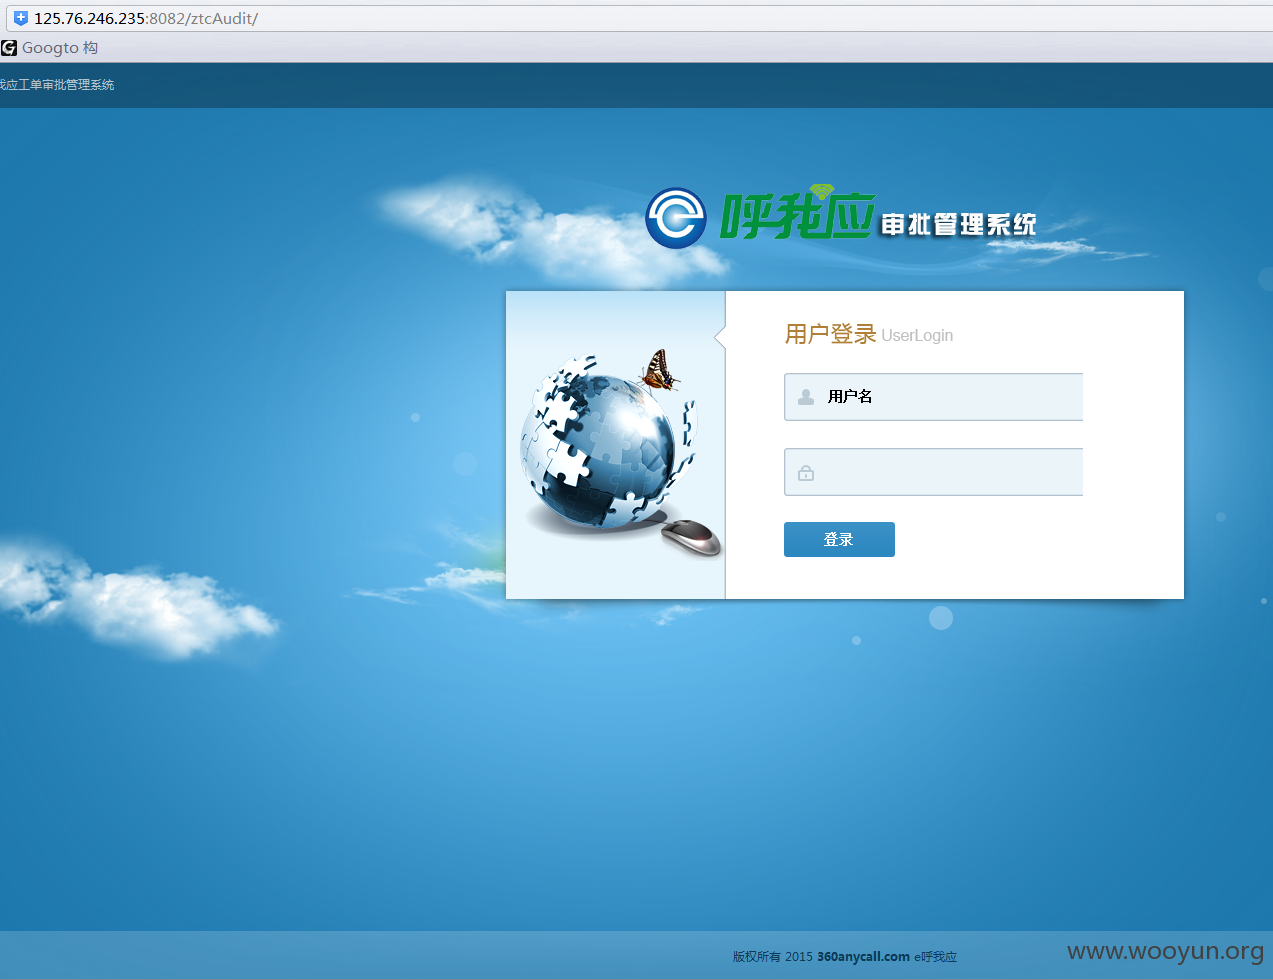 125.76.246.235:8082/ztcAudit/
Googto 构
我应工单审批管理系统
呼我应 审批管理系统
用户登录 UserLogin
用户名
登录
版权所有 2015 360anycall.com e呼我应
www.wooyun.org